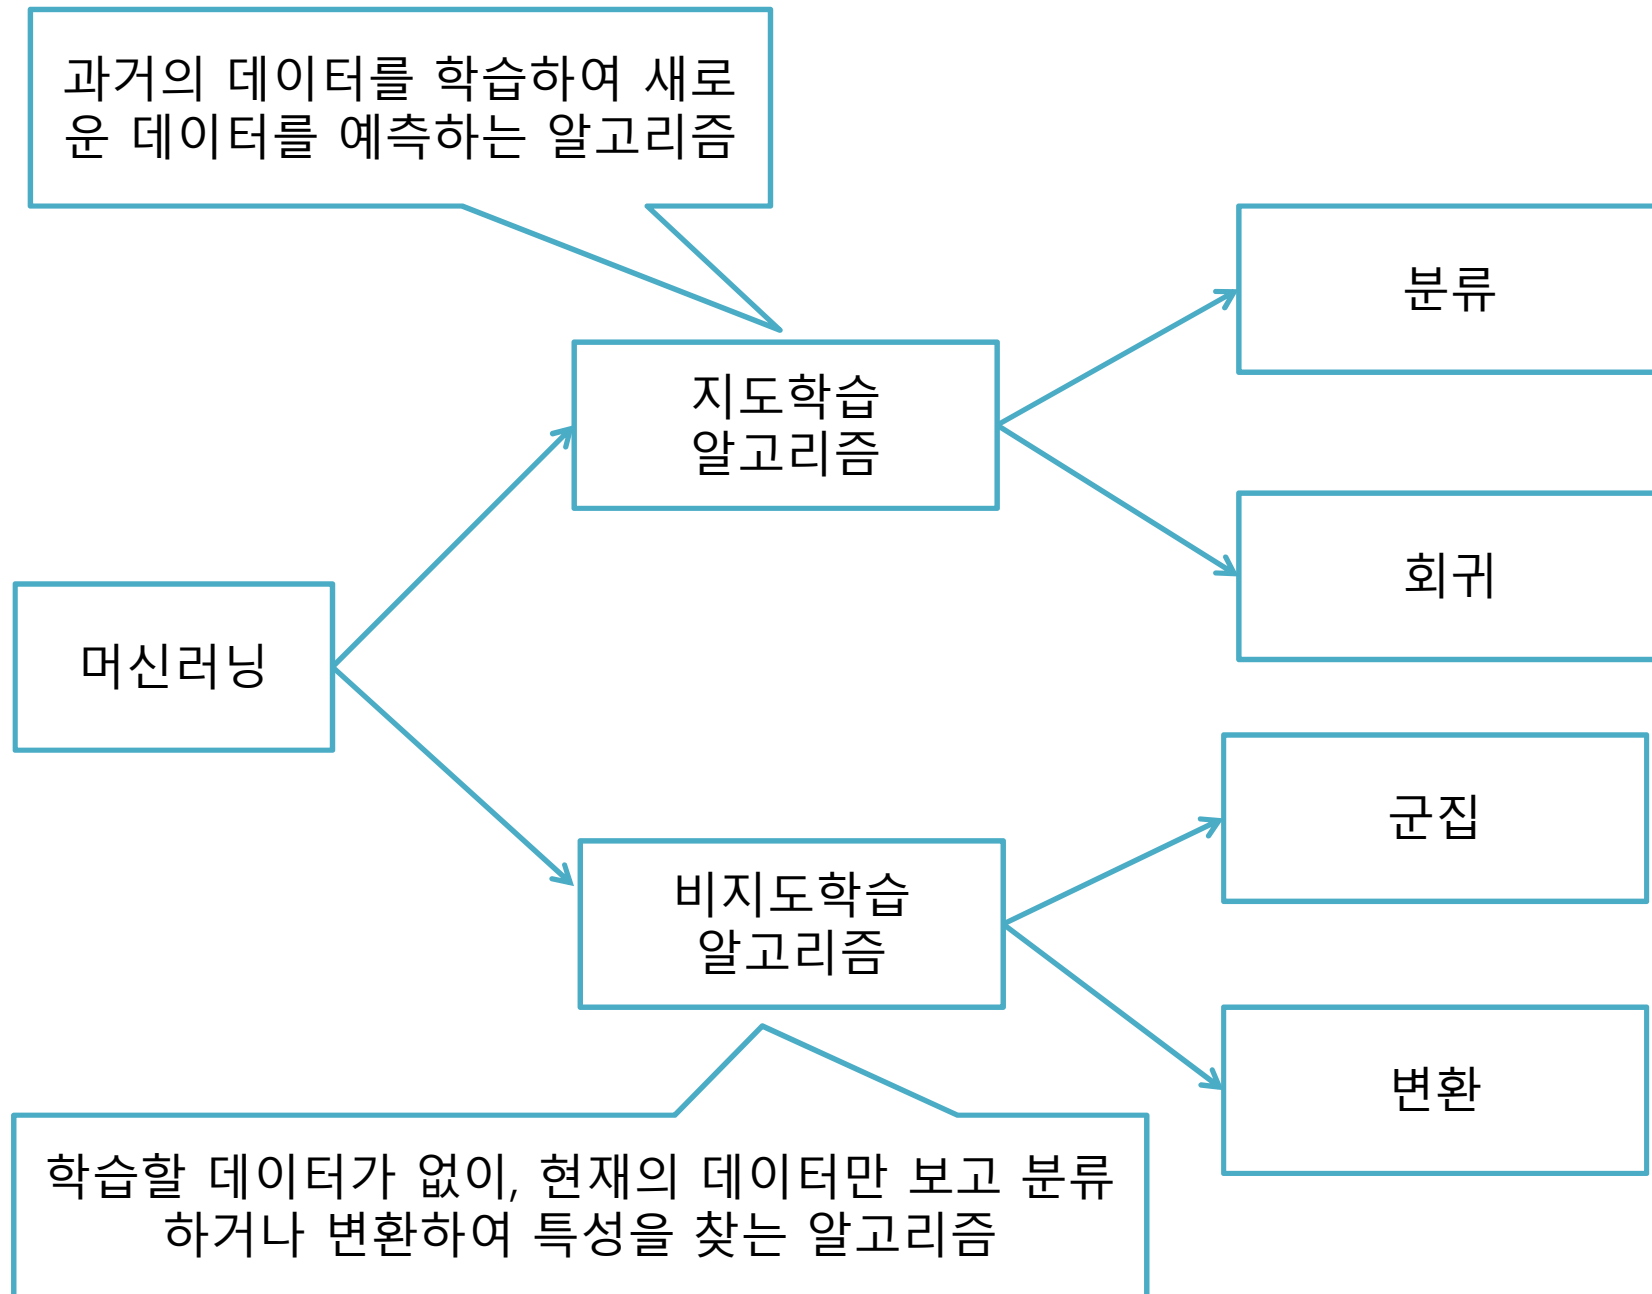 과거의 데이터를 학습하여 새로
운 데이터를 예측하는 알고리즘
분류
지도학습
알고리즘
회귀
머신러닝
군집
비지도학습
알고리즘
변환
학습할 데이터가 없이, 현재의 데이터만 보고 분류
하거나 변환하여 특성을 찾는 알고리즘